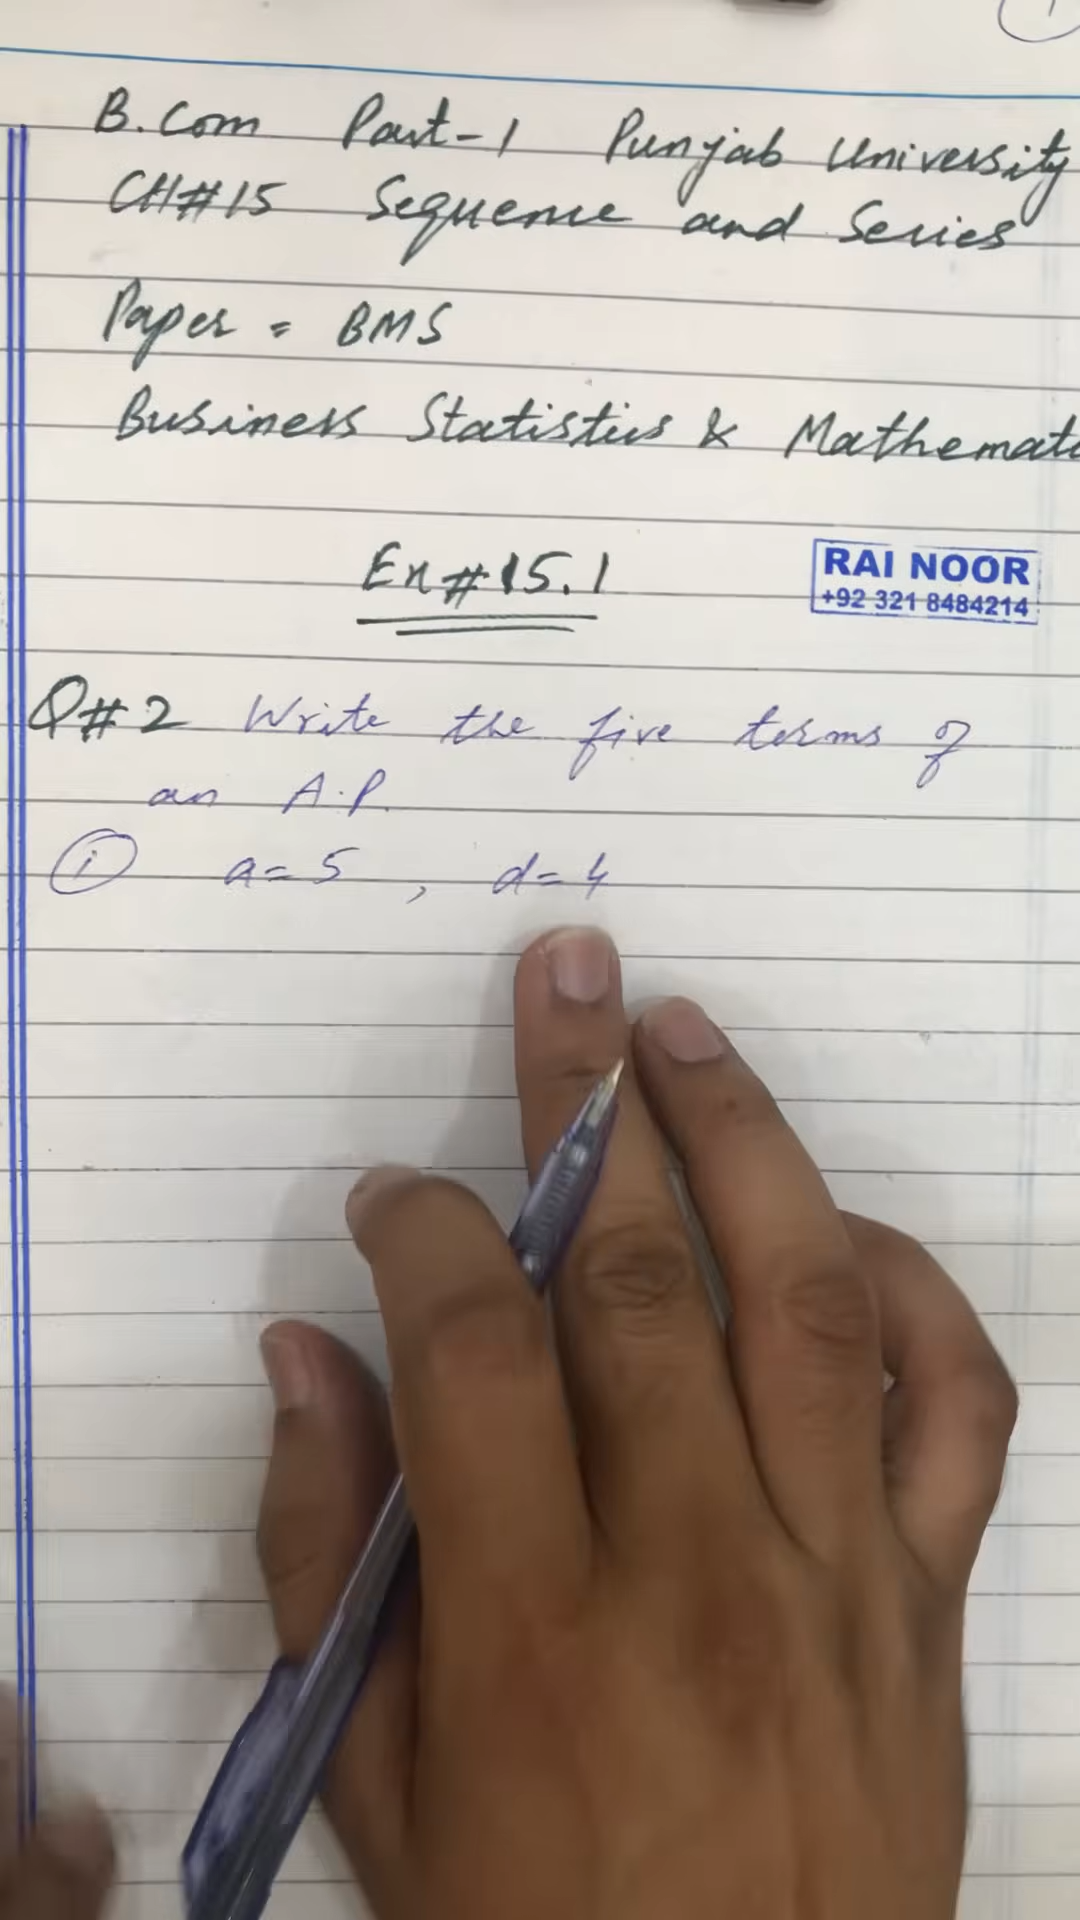 B.Com Part-1 Punjab University
CH#15 Sequence and Series
Paper = BMS
Business Statistics & Mathemati
Ex#15.1
RAI NOOR
+92 321 8484214
Q#2 Write the five terms of
an A.P.
(i) a=5 , d=4